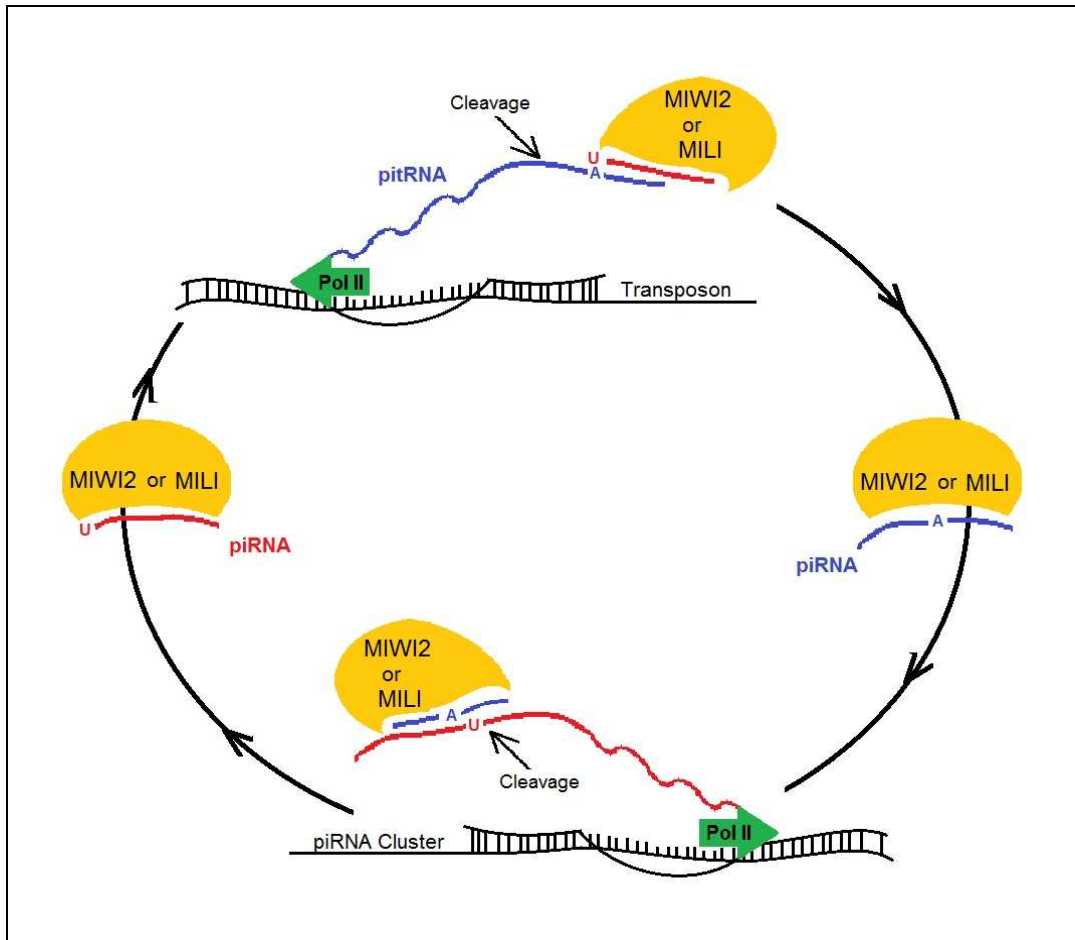 Cleavage
MIWI2
or
MILI
U
A
pitRNA
Pol II
Transposon
MIWI2 or MILI
U
piRNA
MIWI2 or MILI
A
piRNA
MIWI2
or
MILI
A
U
Cleavage
Pol II
piRNA Cluster